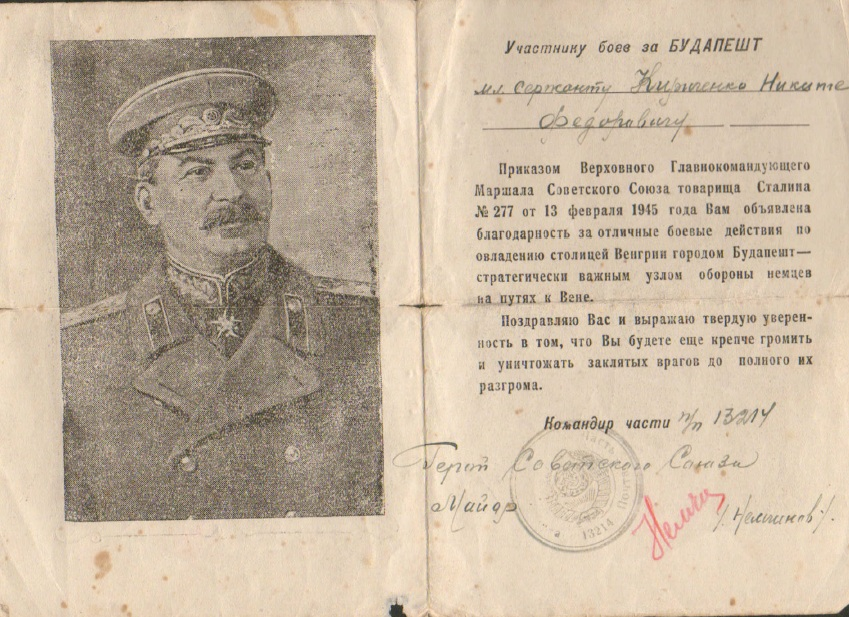 Участнику боев за БУДАПЕШТ
мл сержанту Кириченко Никите
Федоровичу
Приказом Верховного Главнокомандующего
Маршала Советского Союза товарища Сталина
№ 277 от 13 февраля 1945 года Вам объявлена
благодарность за отличные боевые действия по
овладению столицей Венгрии городом Будапешт—
стратегически важным узлом обороны немцев
на путях к Вене.
Поздравляю Вас и выражаю твердую уверен-
ность в том, что Вы будете еще крепче громить
и уничтожать заклятых врагов до полного их
разгрома.
Командир части п/п 13214
Герой Советского Союза
Майор /Немчинов/.
13214